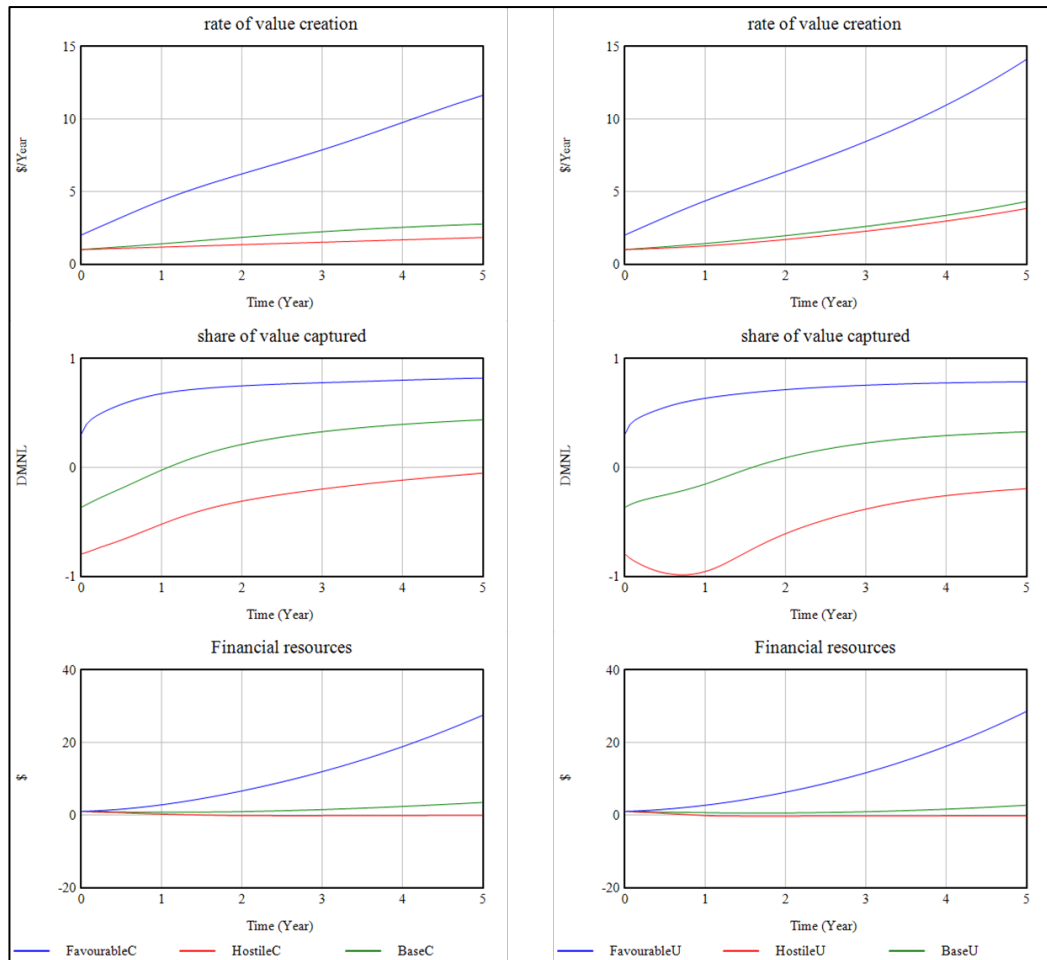 rate of value creation
15
10
5
0
$/Year
0 1 2 3 4 5
Time (Year)
share of value captured
1
0
-1
DMNL
0 1 2 3 4 5
Time (Year)
Financial resources
40
20
0
-20
$
0 1 2 3 4 5
Time (Year)
FavourableC HostileC BaseC
rate of value creation
15
10
5
0
$/Year
0 1 2 3 4 5
Time (Year)
share of value captured
1
0
-1
DMNL
0 1 2 3 4 5
Time (Year)
Financial resources
40
20
0
-20
$
0 1 2 3 4 5
Time (Year)
FavourableU HostileU BaseU